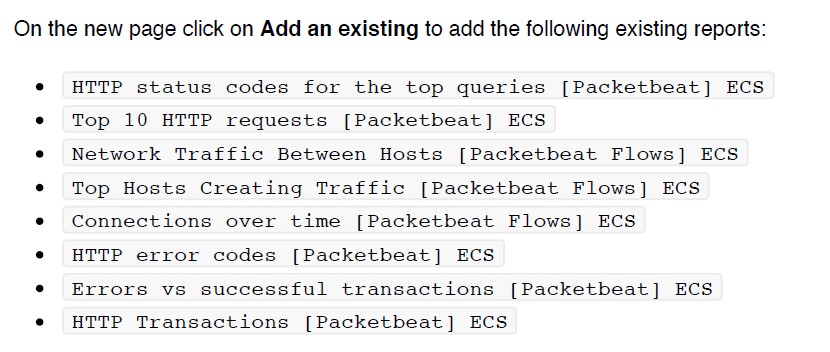 On the new page click on Add an existing to add the following existing reports:
• HTTP status codes for the top queries [Packetbeat] ECS
• Top 10 HTTP requests [Packetbeat] ECS
• Network Traffic Between Hosts [Packetbeat Flows] ECS
• Top Hosts Creating Traffic [Packetbeat Flows] ECS
• Connections over time [Packetbeat Flows] ECS
• HTTP error codes [Packetbeat] ECS
• Errors vs successful transactions [Packetbeat] ECS
• HTTP Transactions [Packetbeat] ECS